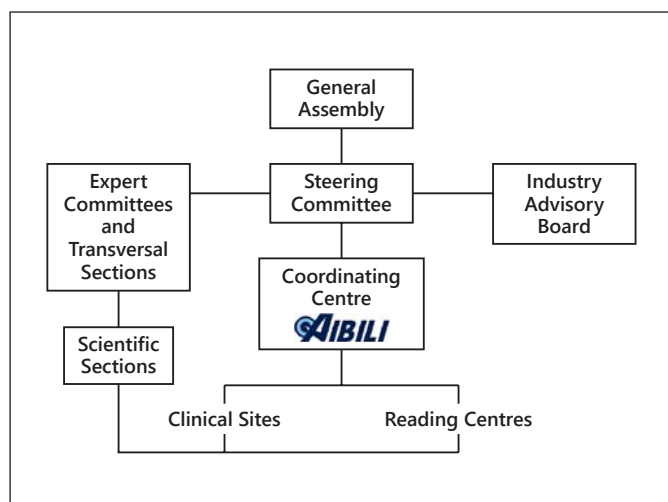 General
Assembly
Expert
Committees
and
Transversal
Sections
Steering
Committee
Industry
Advisory
Board
Coordinating
Centre
AIBILI
Scientific
Sections
Clinical Sites
Reading Centres